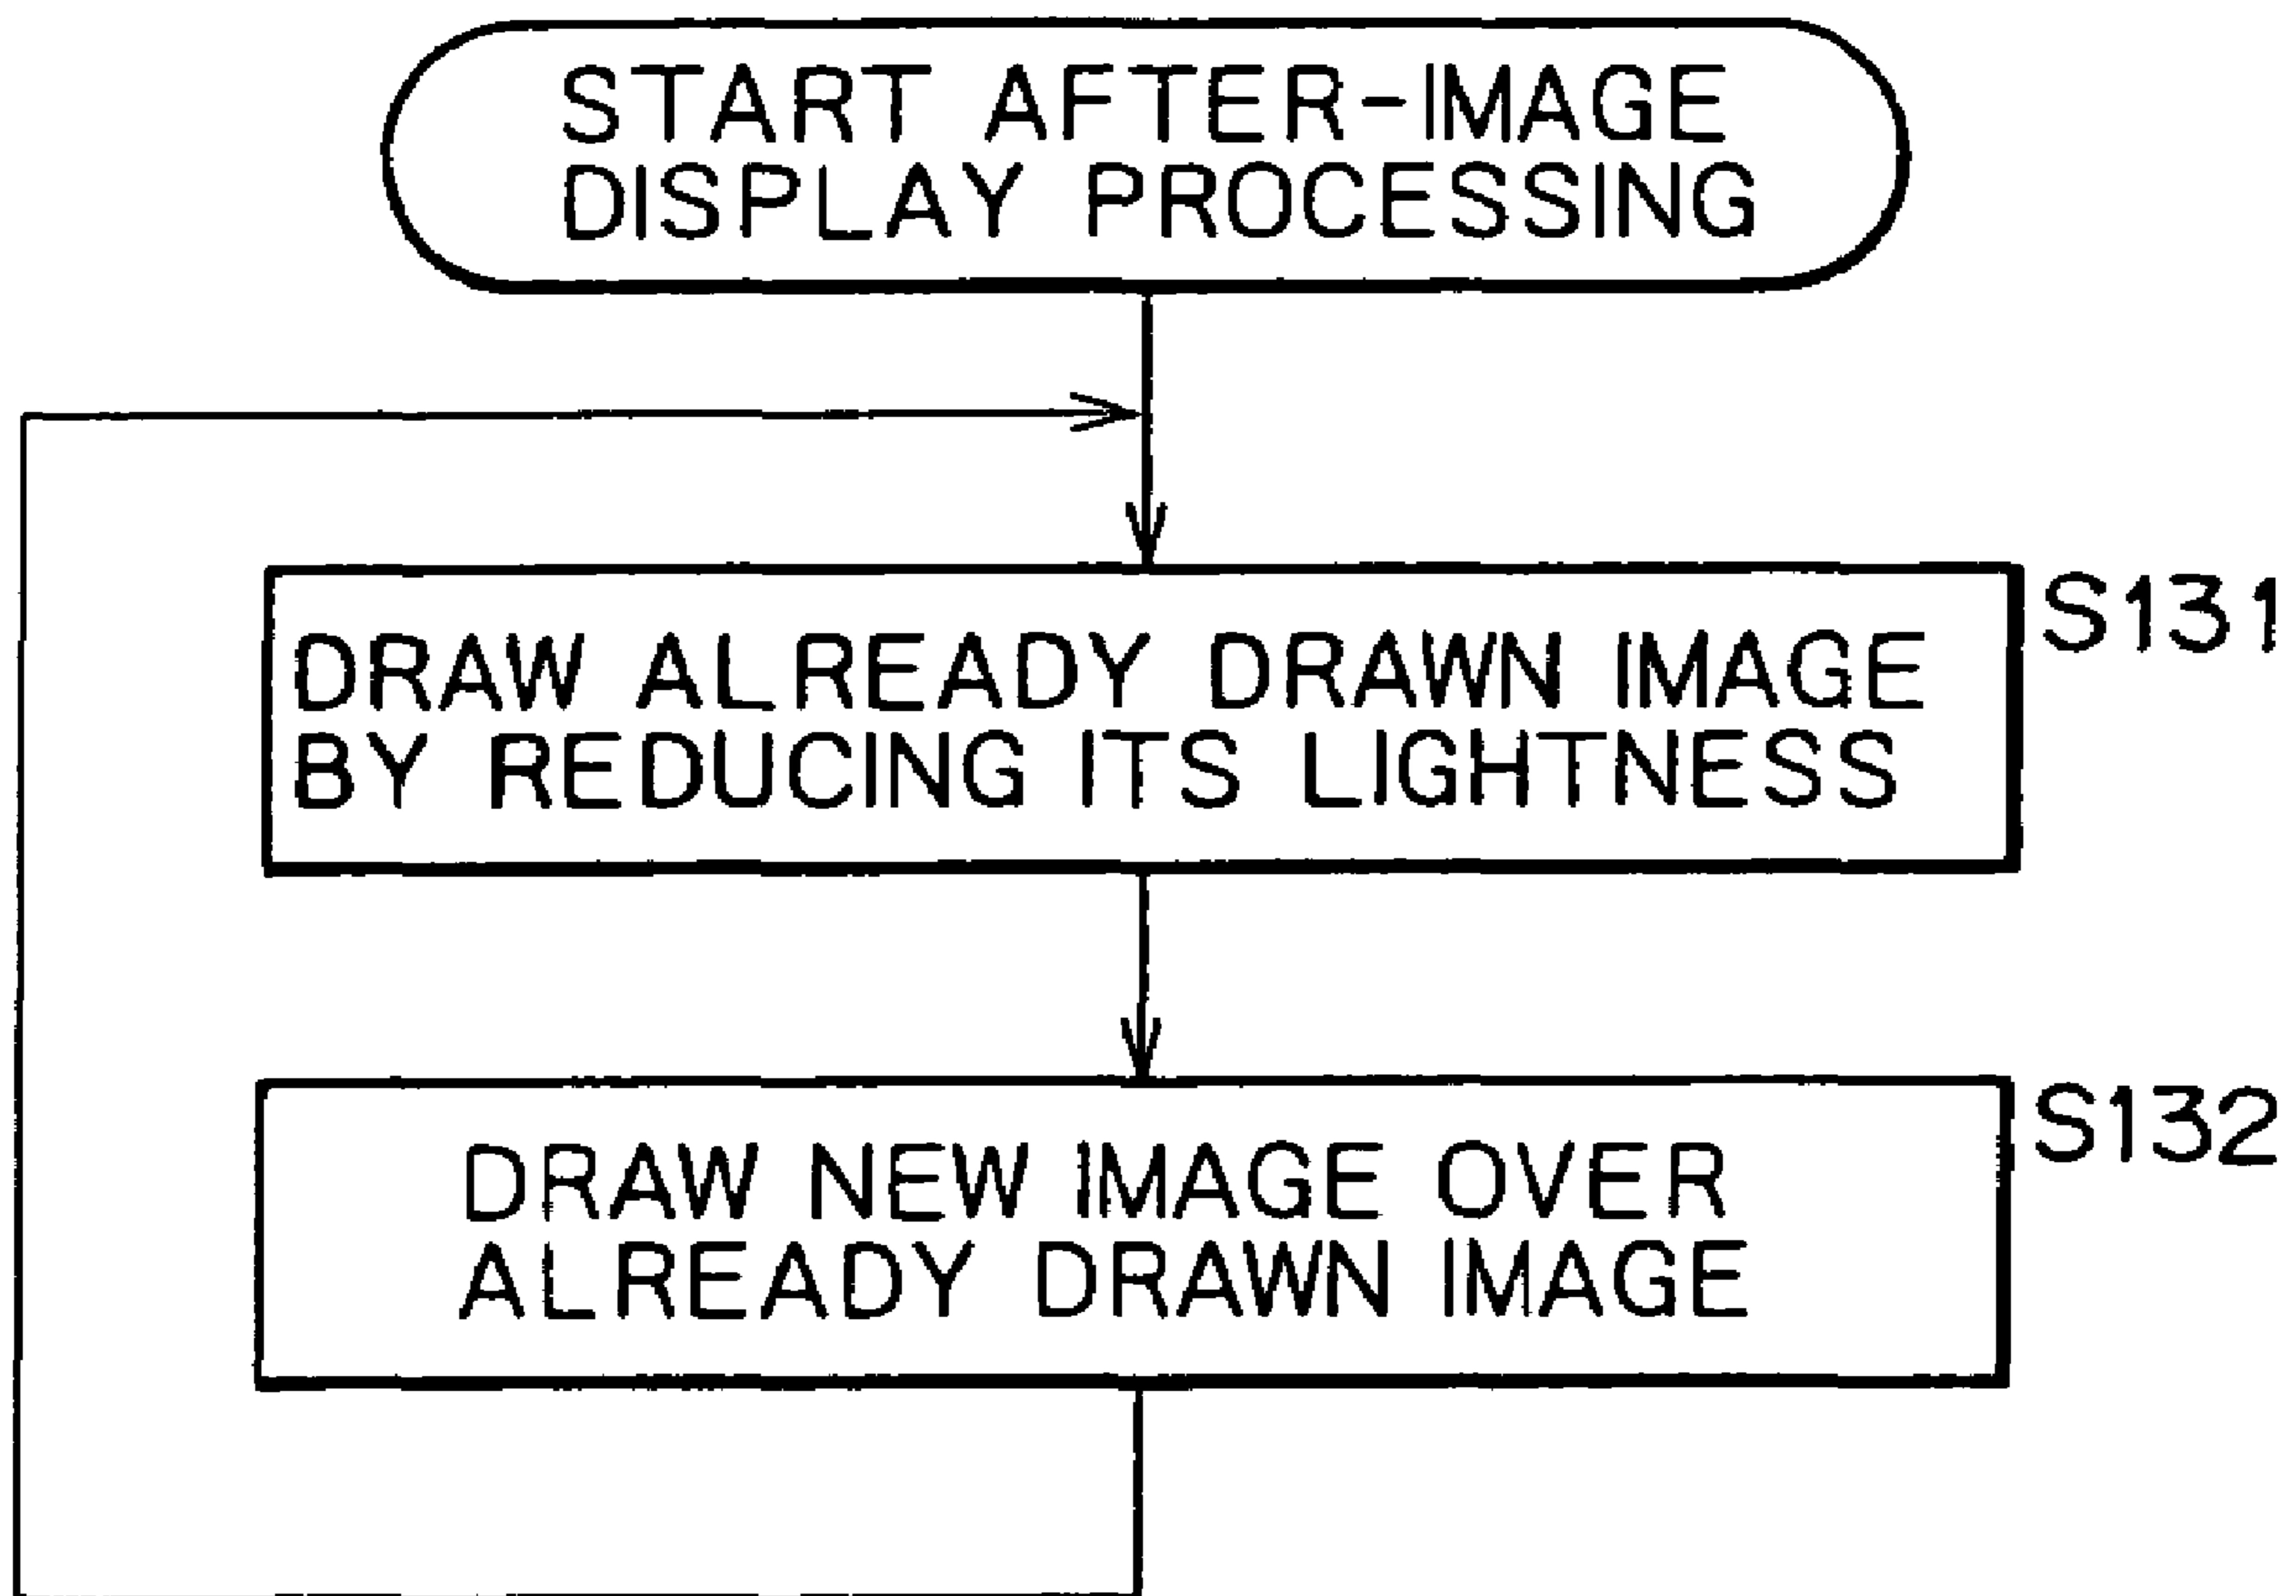 START AFTER-IMAGE
DISPLAY PROCESSING
S131
DRAW ALREADY DRAWN IMAGE
BY REDUCING ITS LIGHTNESS
S132
DRAW NEW IMAGE OVER
ALREADY DRAWN IMAGE